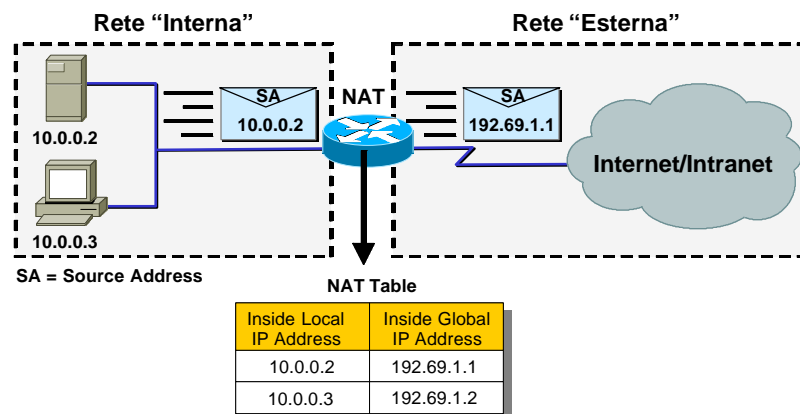 Rete “Interna”
Rete “Esterna”
SA
10.0.0.2
NAT
SA
192.69.1.1
10.0.0.2
Internet/Intranet
10.0.0.3
SA = Source Address
NAT Table
Inside Local IP Address
Inside Global IP Address
10.0.0.2
192.69.1.1
10.0.0.3
192.69.1.2